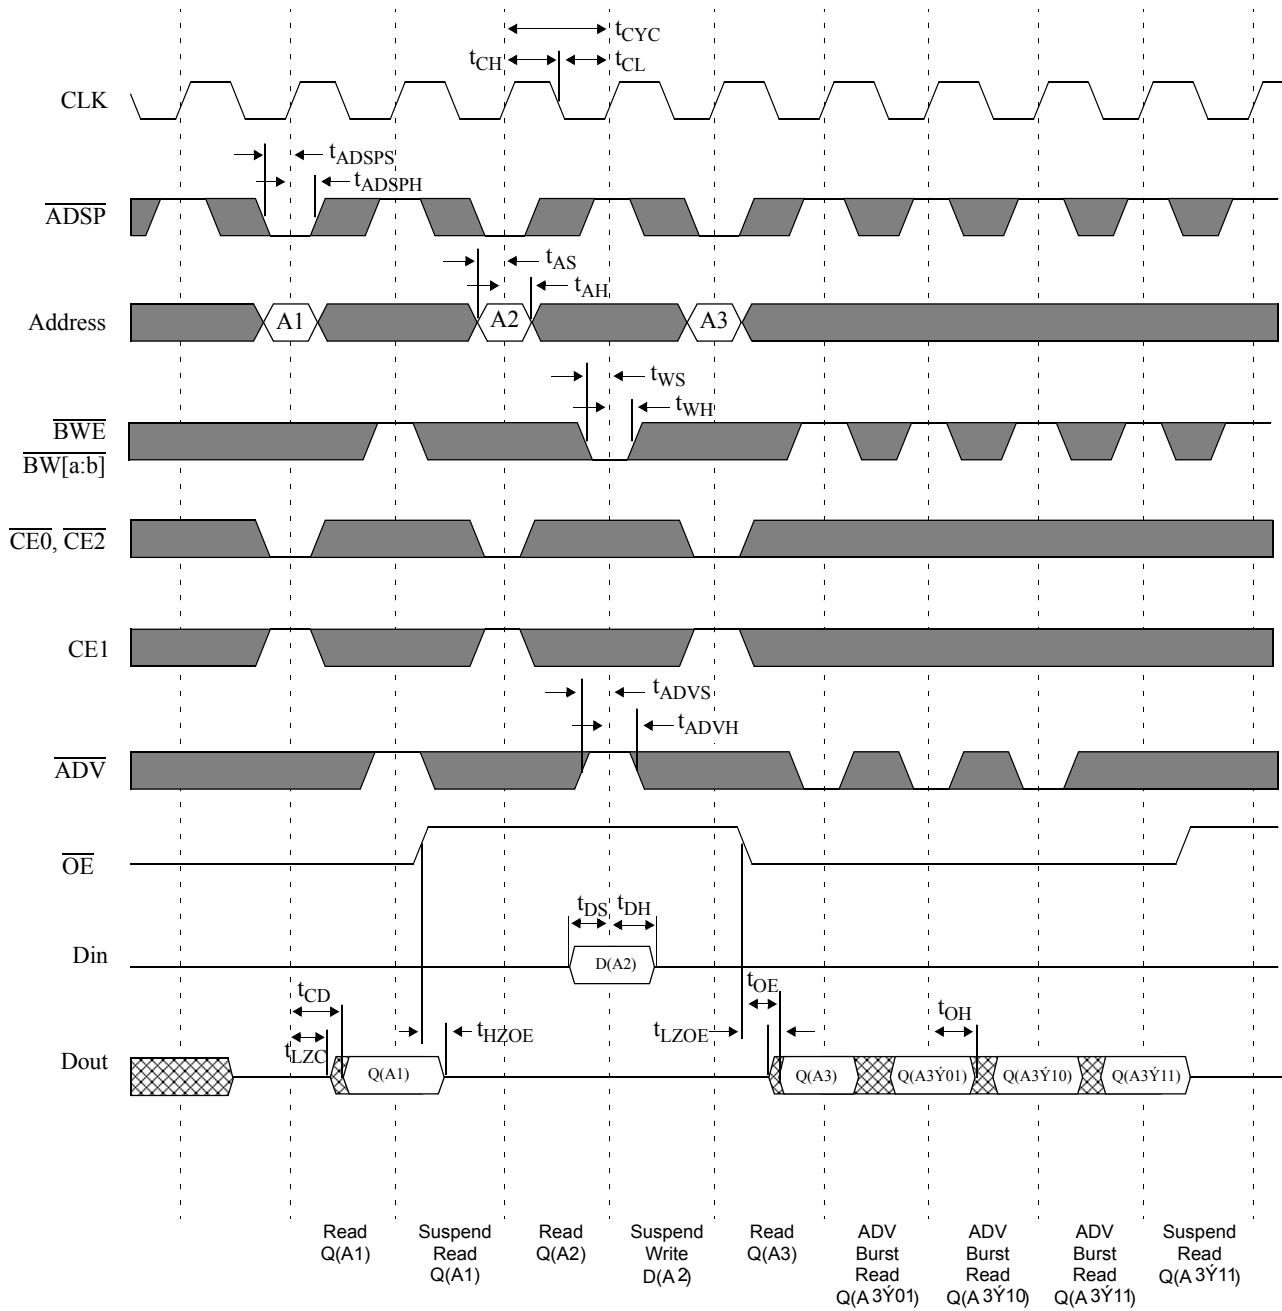 tCYC
tCH
tCL
CLK
tADSPS
tADSPH
ADSP
tAS
tAH
Address
A1
A2
A3
tWS
tWH
BWE
BW[a:b]
CE0, CE2
CE1
tADVS
tADVH
ADV
OE
tDS
tDH
Din
D(A2)
tCD
tOE
tLZC
tHZOE
tLZOE
tOH
Dout
Q(A1)
Q(A3)
Q(A3Ý01)
Q(A3Ý10)
Q(A3Ý11)
Read
Q(A1)
Suspend
Read
Q(A1)
Read
Q(A2)
Suspend
Write
D(A2)
Read
Q(A3)
ADV
Burst
Read
Q(A3Ý01)
ADV
Burst
Read
Q(A3Ý10)
ADV
Burst
Read
Q(A3Ý11)
Suspend
Read
Q(A3Ý11)